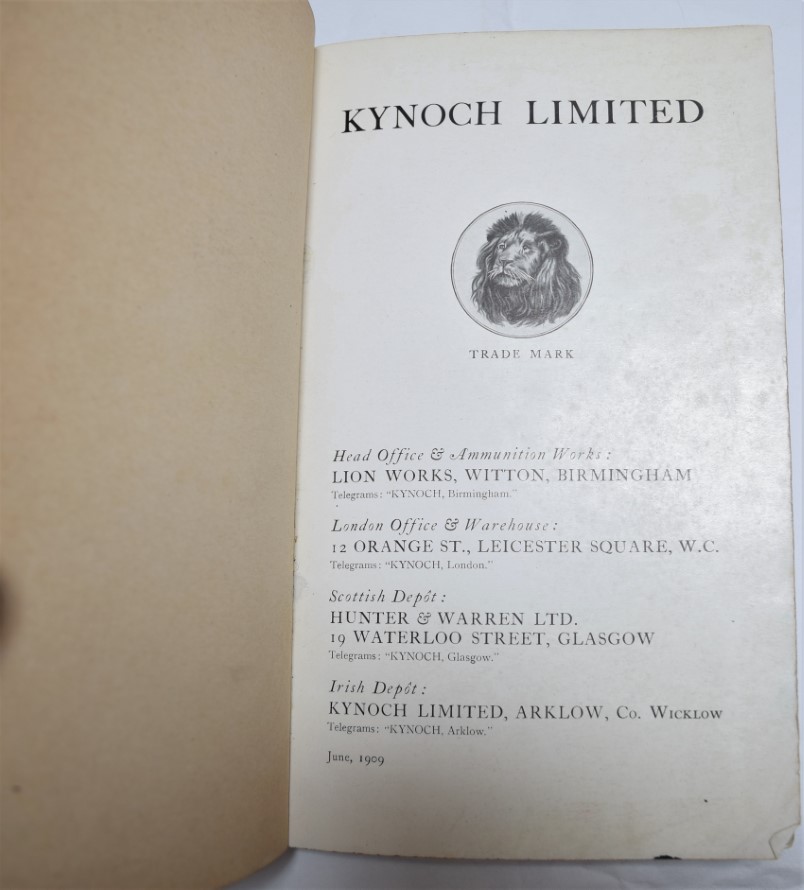 KYNOCH LIMITED
TRADE MARK
Head Office & Ammunition Works:
LION WORKS, WITTON, BIRMINGHAM
Telegrams: "KYNOCH, Birmingham."
London Office & Warehouse:
12 ORANGE ST., LEICESTER SQUARE, W.C.
Telegrams: "KYNOCH, London."
Scottish Depôt:
HUNTER & WARREN LTD.
19 WATERLOO STREET, GLASGOW
Telegrams: "KYNOCH, Glasgow."
Irish Depôt:
KYNOCH LIMITED, ARKLOW, Co. WICKLOW
Telegrams: "KYNOCH, Arklow."
June, 1909